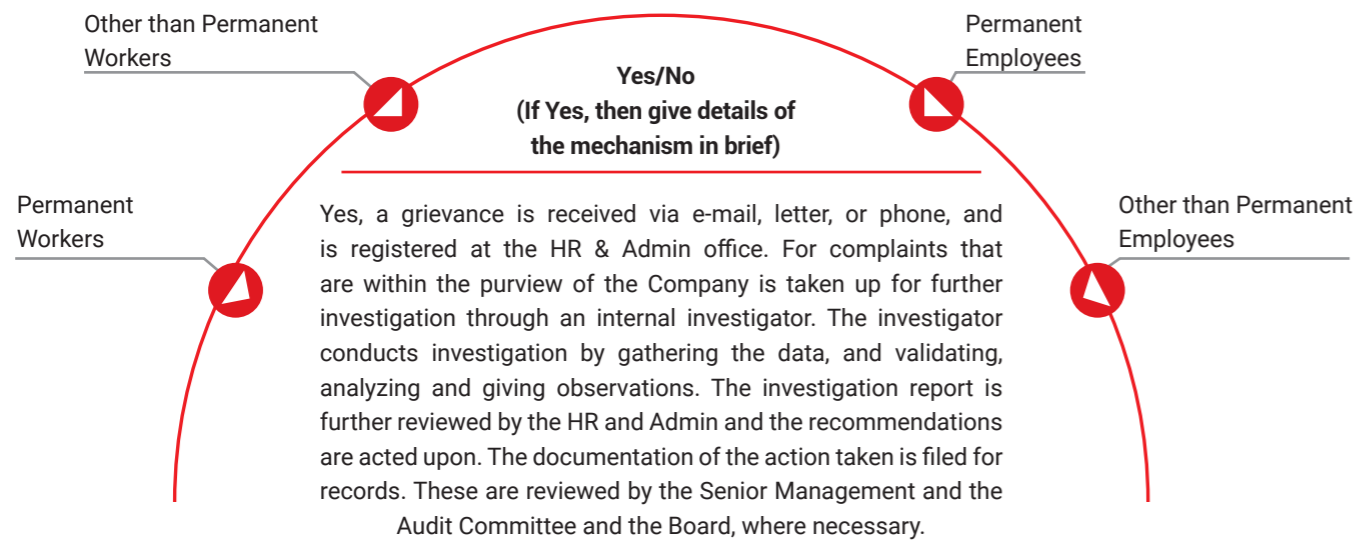 Other than Permanent
Workers
Permanent
Employees
Yes/No
(If Yes, then give details of
the mechanism in brief)
Permanent
Workers
Other than Permanent
Employees
Yes, a grievance is received via e-mail, letter, or phone, and
is registered at the HR & Admin office. For complaints that
are within the purview of the Company is taken up for further
investigation through an internal investigator. The investigator
conducts investigation by gathering the data, and validating,
analyzing and giving observations. The investigation report is
further reviewed by the HR and Admin and the recommendations
are acted upon. The documentation of the action taken is filed for
records. These are reviewed by the Senior Management and the
Audit Committee and the Board, where necessary.